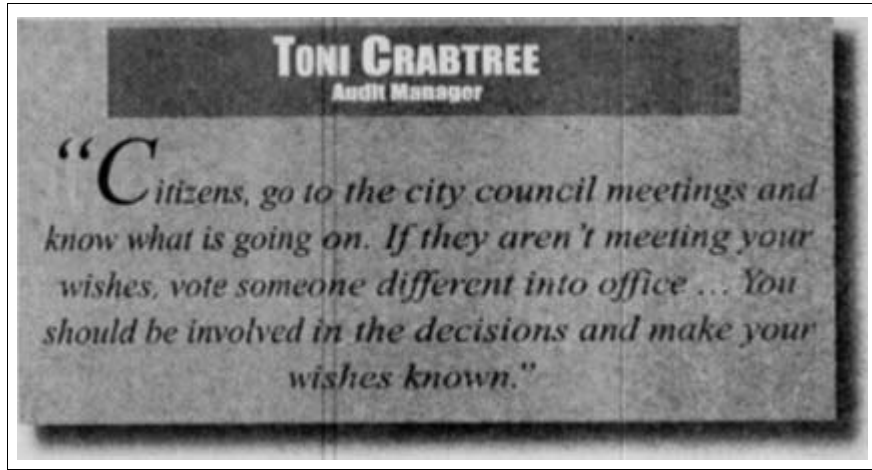 TONI CRABTREE
Audit Manager
“Citizens, go to the city council meetings and
know what is going on. If they aren't meeting your
wishes, vote someone different into office ... You
should be involved in the decisions and make your
wishes known.”